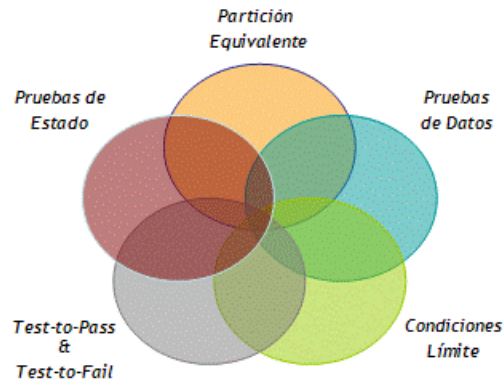 Partición
Equivalente
Pruebas de
Estado
Pruebas
de Datos
Test-to-Pass
&
Test-to-Fail
Condiciones
Límite